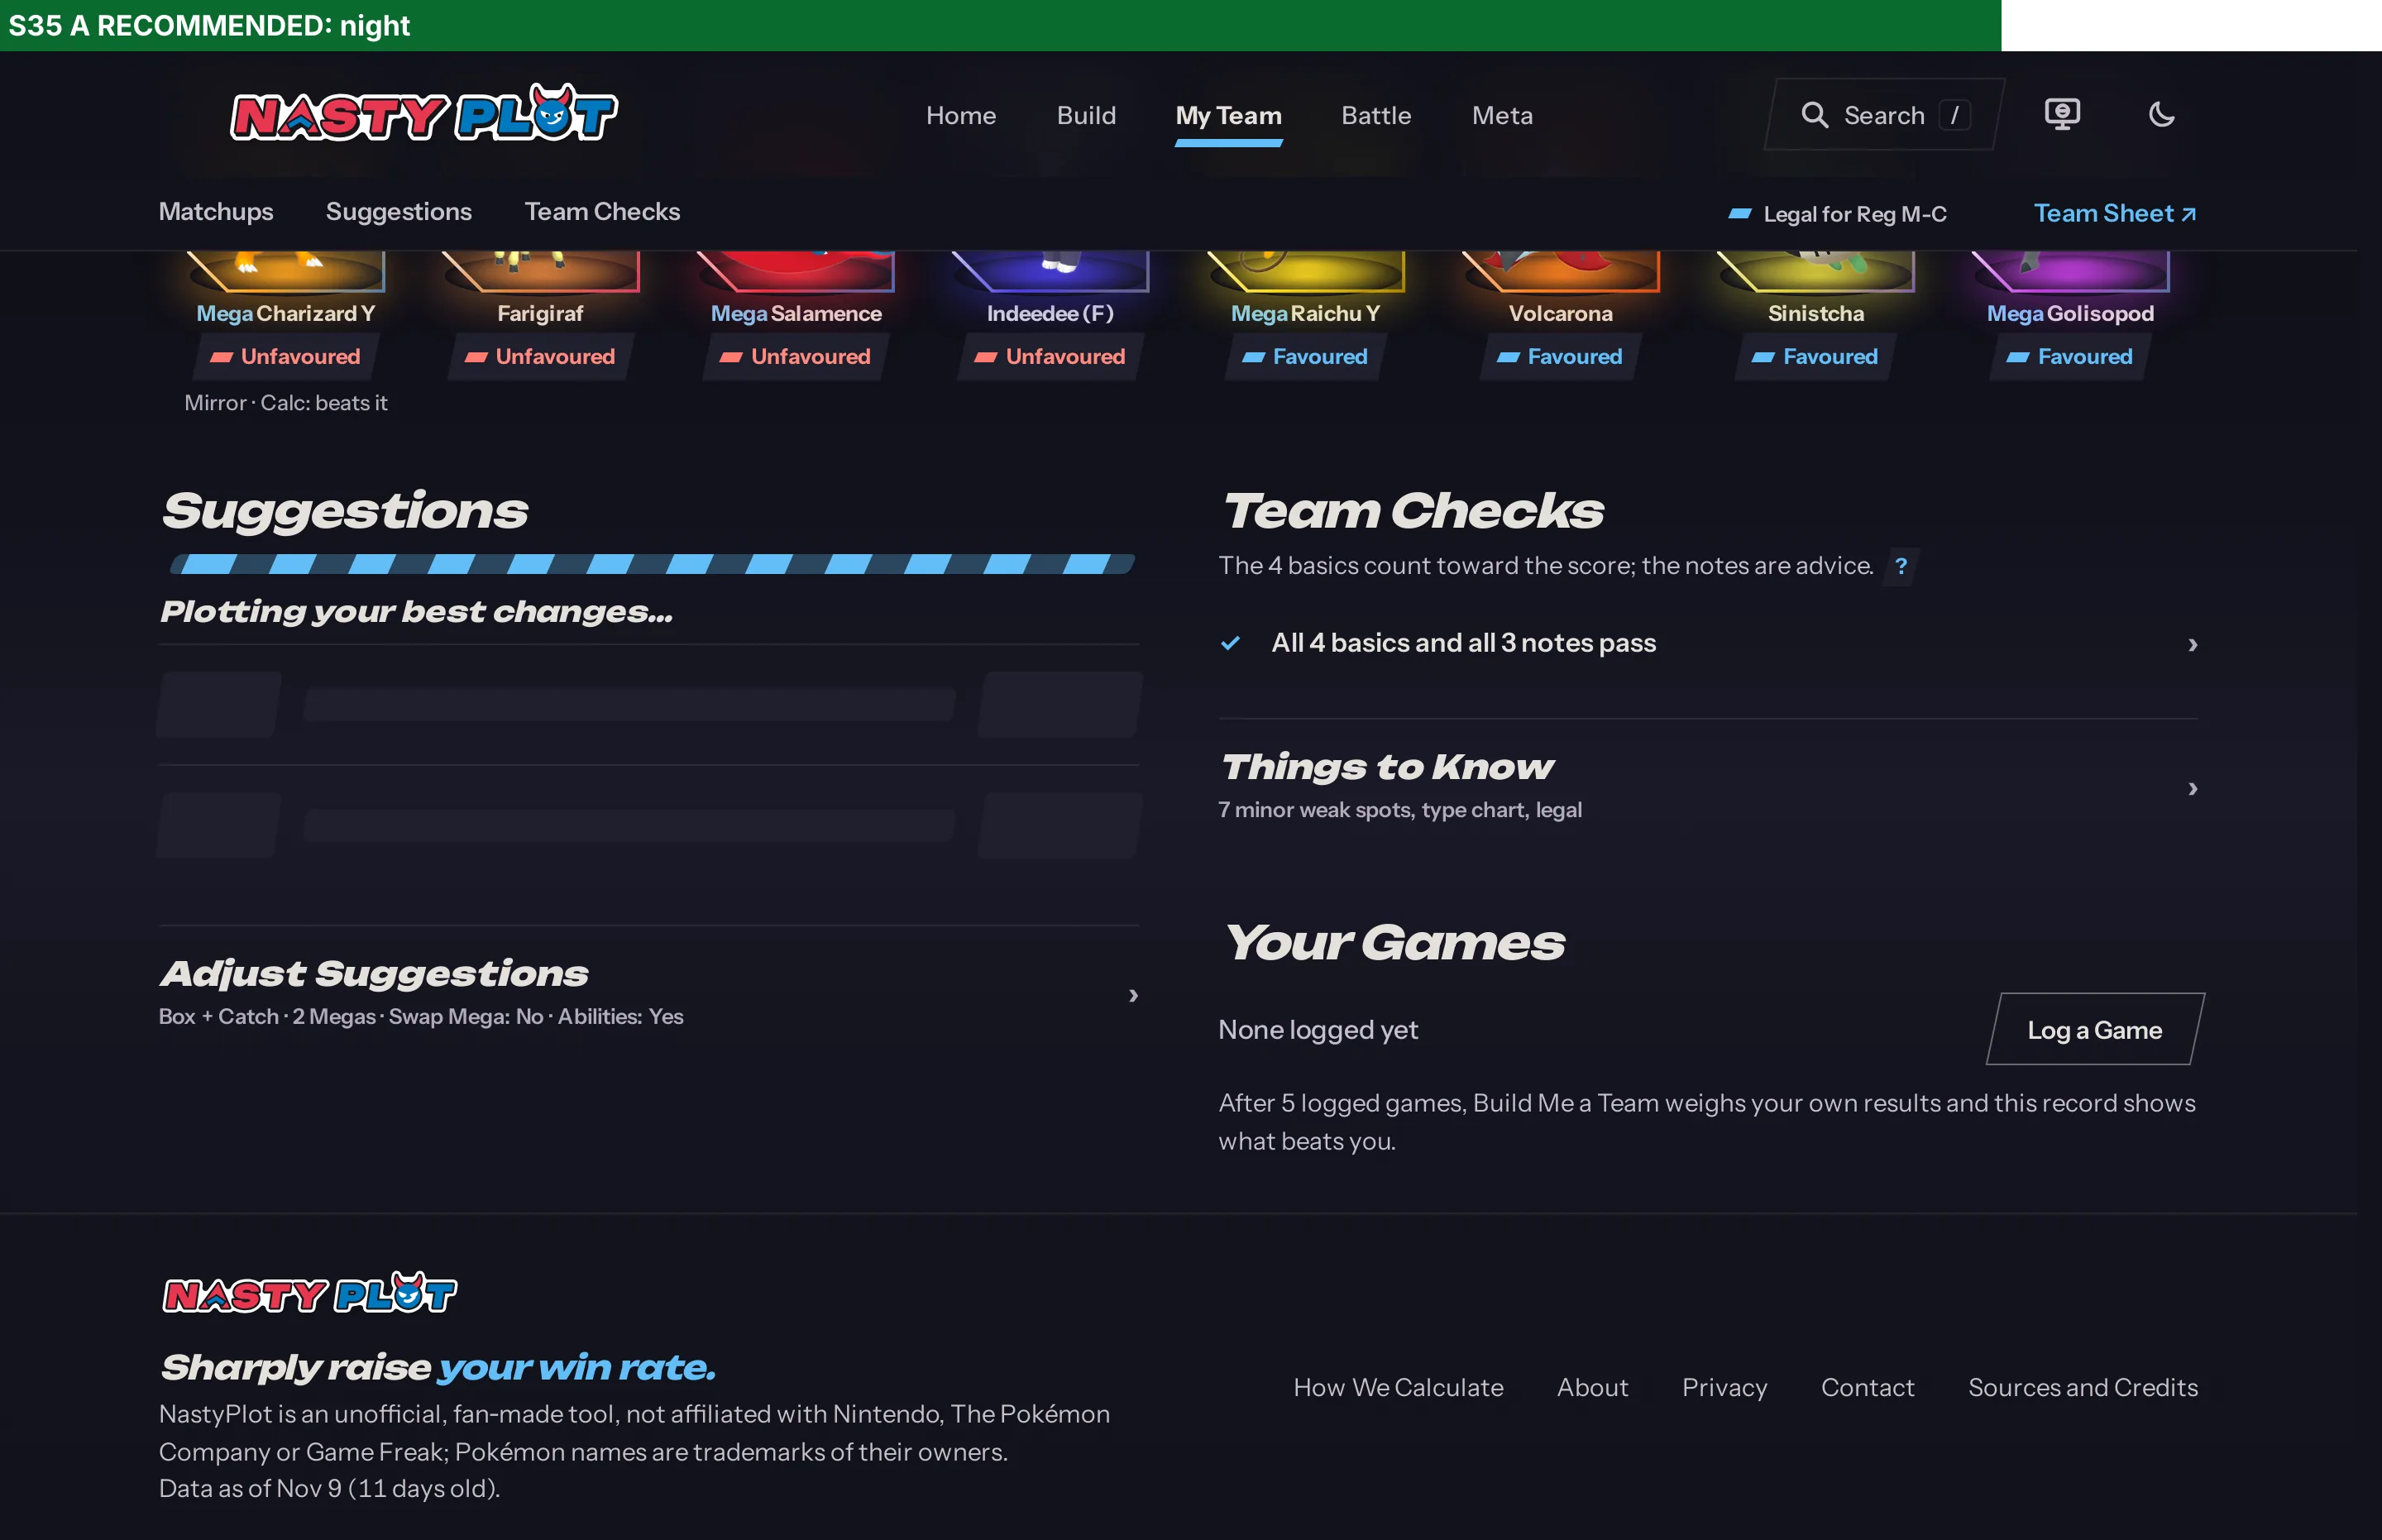 S35 A RECOMMENDED: night
NASTY PLOT
Home
Build
My Team
Battle
Meta
Search /
Matchups
Suggestions
Team Checks
Legal for Reg M-C
Team Sheet
Mega Charizard Y
Farigiraf
Mega Salamence
Indeedee (F)
Mega Raichu Y
Volcarona
Sinistcha
Mega Golisopod
Unfavoured
Unfavoured
Unfavoured
Unfavoured
Favoured
Favoured
Favoured
Favoured
Mirror · Calc: beats it
Suggestions
Plotting your best changes...
Adjust Suggestions
Box + Catch · 2 Megas · Swap Mega: No · Abilities: Yes
Team Checks
The 4 basics count toward the score; the notes are advice. ?
All 4 basics and all 3 notes pass
Things to Know
7 minor weak spots, type chart, legal
Your Games
None logged yet
Log a Game
After 5 logged games, Build Me a Team weighs your own results and this record shows
what beats you.
NASTY PLOT
Sharply raise your win rate.
NastyPlot is an unofficial, fan-made tool, not affiliated with Nintendo, The Pokémon
Company or Game Freak; Pokémon names are trademarks of their owners.
Data as of Nov 9 (11 days old).
How We Calculate
About
Privacy
Contact
Sources and Credits